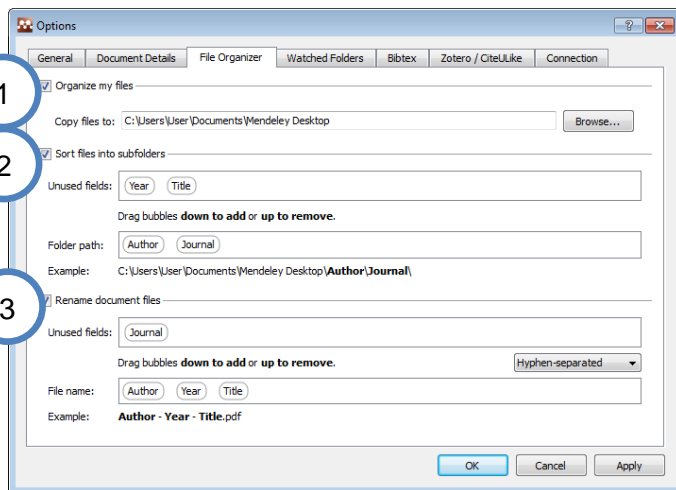 Options
General Document Details File Organizer Watched Folders Bibtex Zotero / CiteULike Connection
1
Organize my files
Copy files to: C:\Users\User\Documents\Mendeley Desktop Browse...
2
Sort files into subfolders
Unused fields: Year Title
Drag bubbles down to add or up to remove.
Folder path: Author Journal
Example: C:\Users\User\Documents\Mendeley Desktop\Author\Journal\
3
Rename document files
Unused fields: Journal
Drag bubbles down to add or up to remove. Hyphen-separated
File name: Author Year Title
Example: Author - Year - Title.pdf
OK Cancel Apply